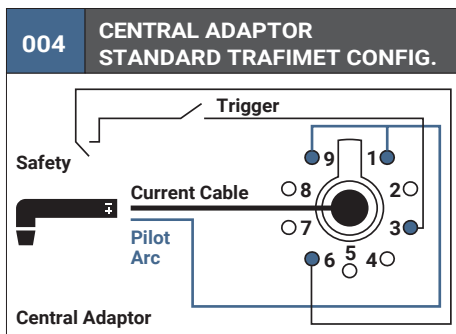 004
CENTRAL ADAPTOR
STANDARD TRAFIMET CONFIG.
Trigger
Safety
9 1
8 2
Current Cable
7 3
Pilot
Arc
6 5 4
Central Adaptor